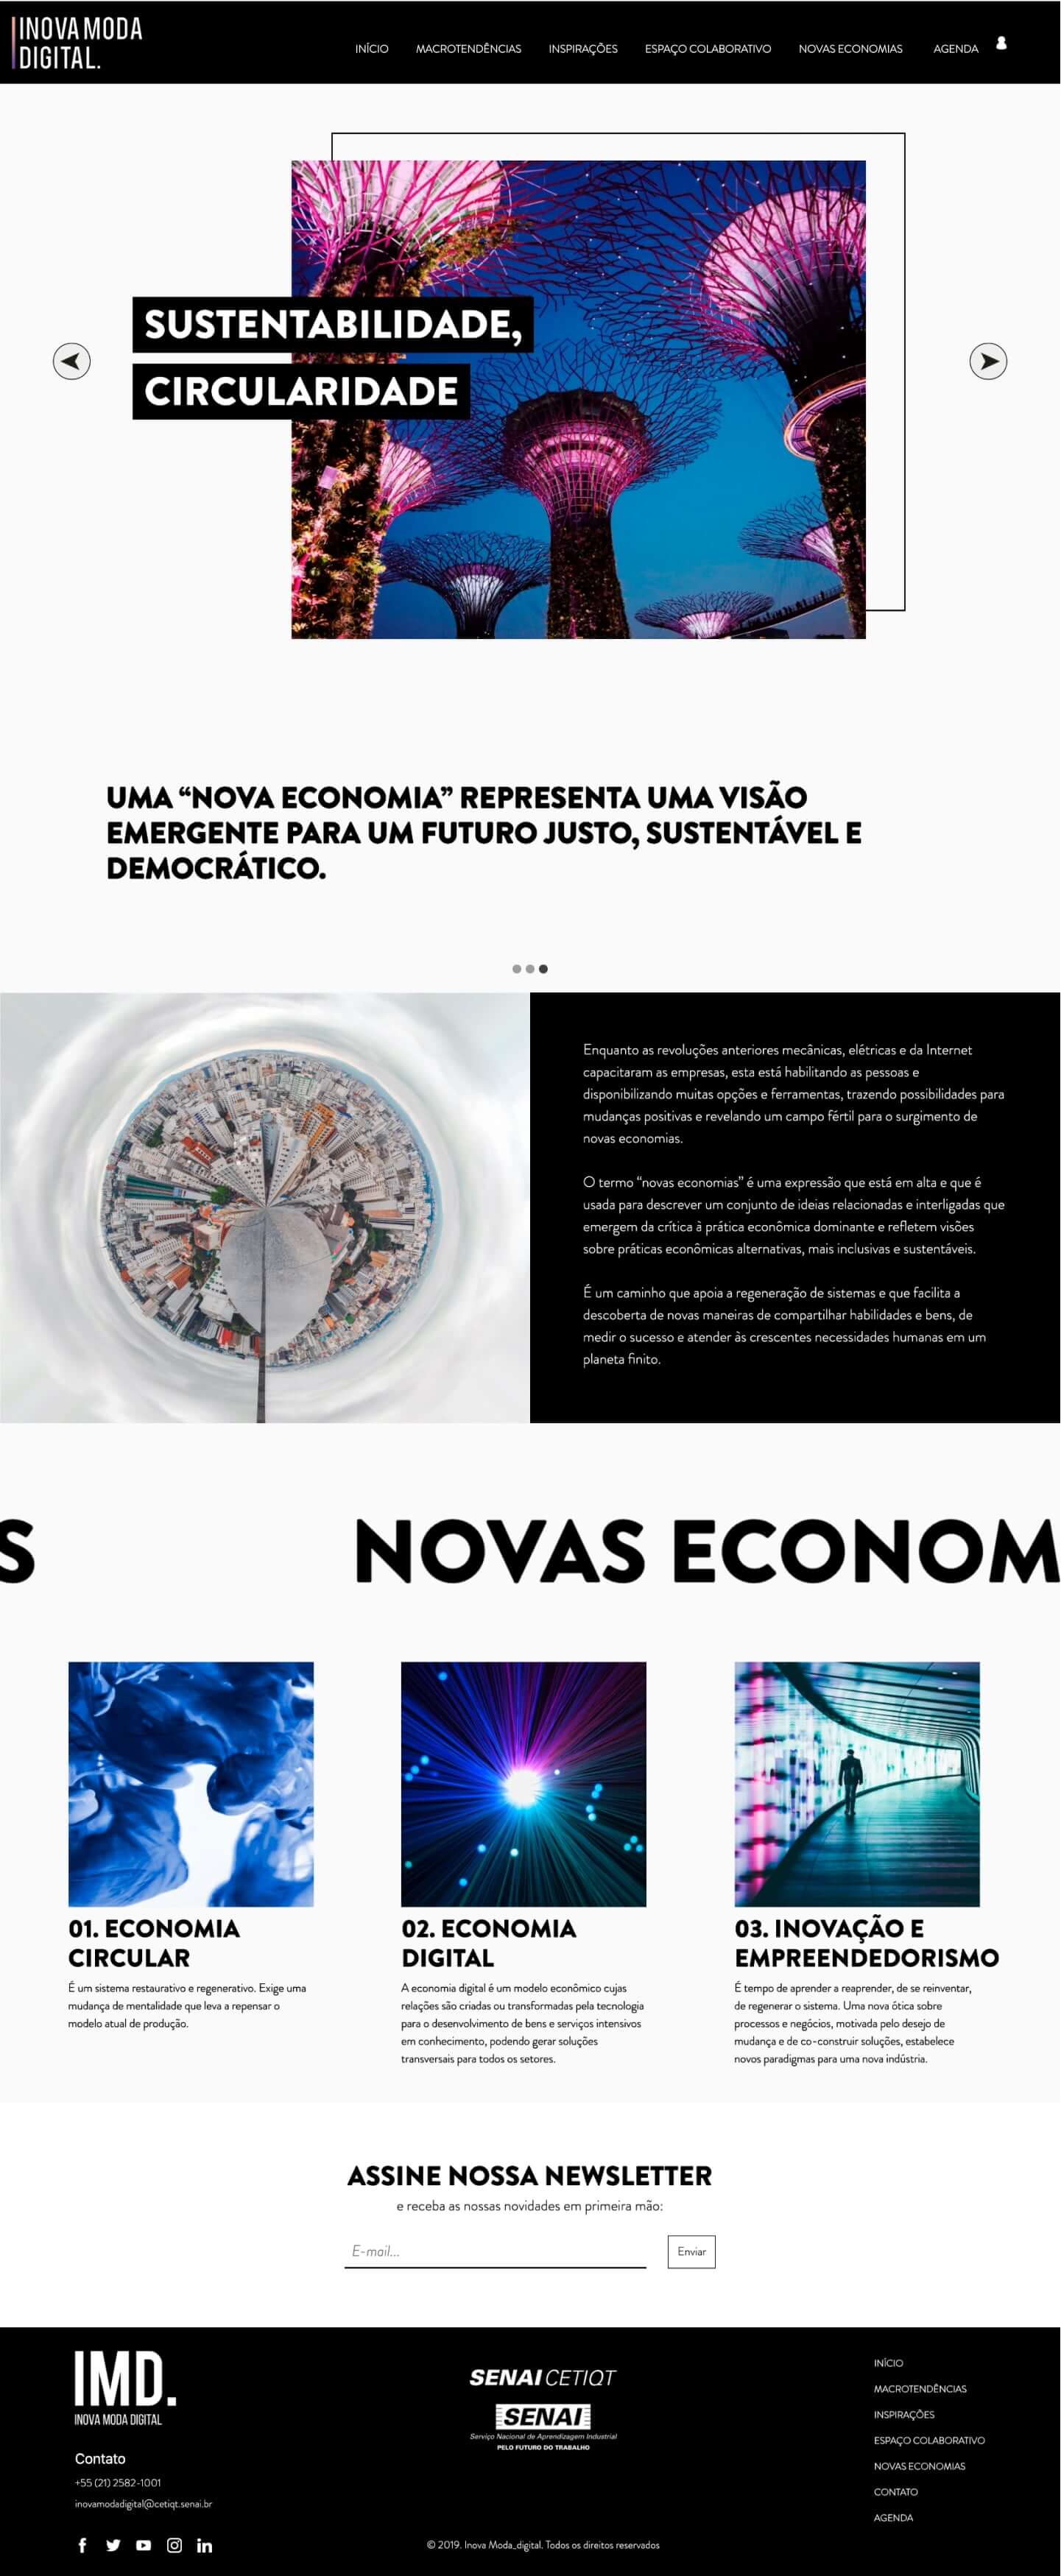 INOVAMODA
DIGITAL.
INÍCIO MACROTENDÊNCIAS INSPIRAÇÕES ESPAÇO COLABORATIVO NOVAS ECONOMIAS AGENDA
SUSTENTABILIDADE,
CIRCULARIDADE
UMA “NOVA ECONOMIA” REPRESENTA UMA VISÃO
EMERGENTE PARA UM FUTURO JUSTO, SUSTENTÁVEL E
DEMOCRÁTICO.
Enquanto as revoluções anteriores mecânicas, elétricas e da Internet
capacitaram as empresas, esta está habilitando as pessoas e
disponibilizando muitas opções e ferramentas, trazendo possibilidades para
mudanças positivas e revelando um campo fértil para o surgimento de
novas economias.
O termo “novas economias” é uma expressão que está em alta e que é
usada para descrever um conjunto de ideias relacionadas e interligadas que
emergem da crítica à prática econômica dominante e refletem visões
sobre práticas econômicas alternativas, mais inclusivas e sustentáveis.
É um caminho que apoia a regeneração de sistemas e que facilita a
descoberta de novas maneiras de compartilhar habilidades e bens, de
medir o sucesso e atender às crescentes necessidades humanas em um
planeta finito.
S NOVAS ECONOM
01. ECONOMIA
CIRCULAR
É um sistema restaurativo e regenerativo. Exige uma
mudança de mentalidade que leva a repensar o
modelo atual de produção.
02. ECONOMIA
DIGITAL
A economia digital é um modelo econômico cujas
relações são criadas ou transformadas pela tecnologia
para o desenvolvimento de bens e serviços intensivos
em conhecimento, podendo gerar soluções
transversais para todos os setores.
03. INOVAÇÃO E
EMPREENDEDORISMO
É tempo de aprender a reaprender, de se reinventar,
de regenerar o sistema. Uma nova ótica sobre
processos e negócios, motivada pelo desejo de
mudança e de co-construir soluções, estabelece
novos paradigmas para uma nova indústria.
ASSINE NOSSA NEWSLETTER
e receba as nossas novidades em primeira mão:
E-mail...
Enviar
IMD.
INOVA MODA DIGITAL
Contato
+55 (21) 2582-1001
inovamodadigital@cetiqt.senai.br
SENAI CETIQT
SENAI
Serviço Nacional de Aprendizagem Industrial
PELO FUTURO DO TRABALHO
© 2019. Inova Moda_digital. Todos os direitos reservados
INÍCIO
MACROTENDÊNCIAS
INSPIRAÇÕES
ESPAÇO COLABORATIVO
NOVAS ECONOMIAS
CONTATO
AGENDA